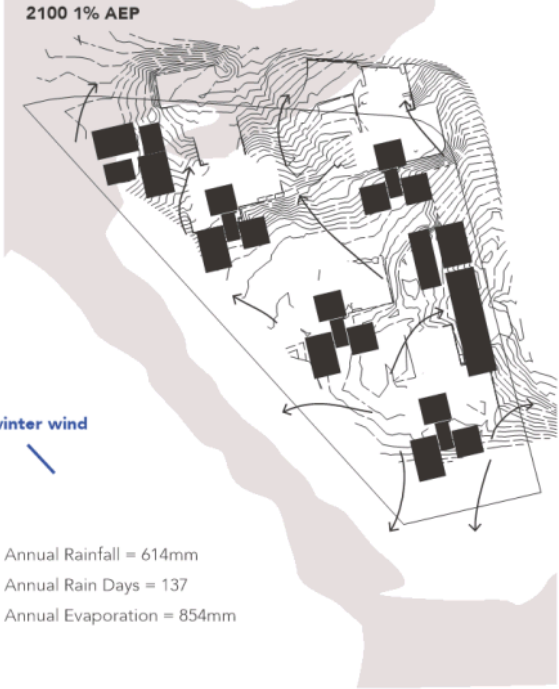 2100 1% AEP
winter wind
Annual Rainfall = 614mm
Annual Rain Days = 137
Annual Evaporation = 854mm